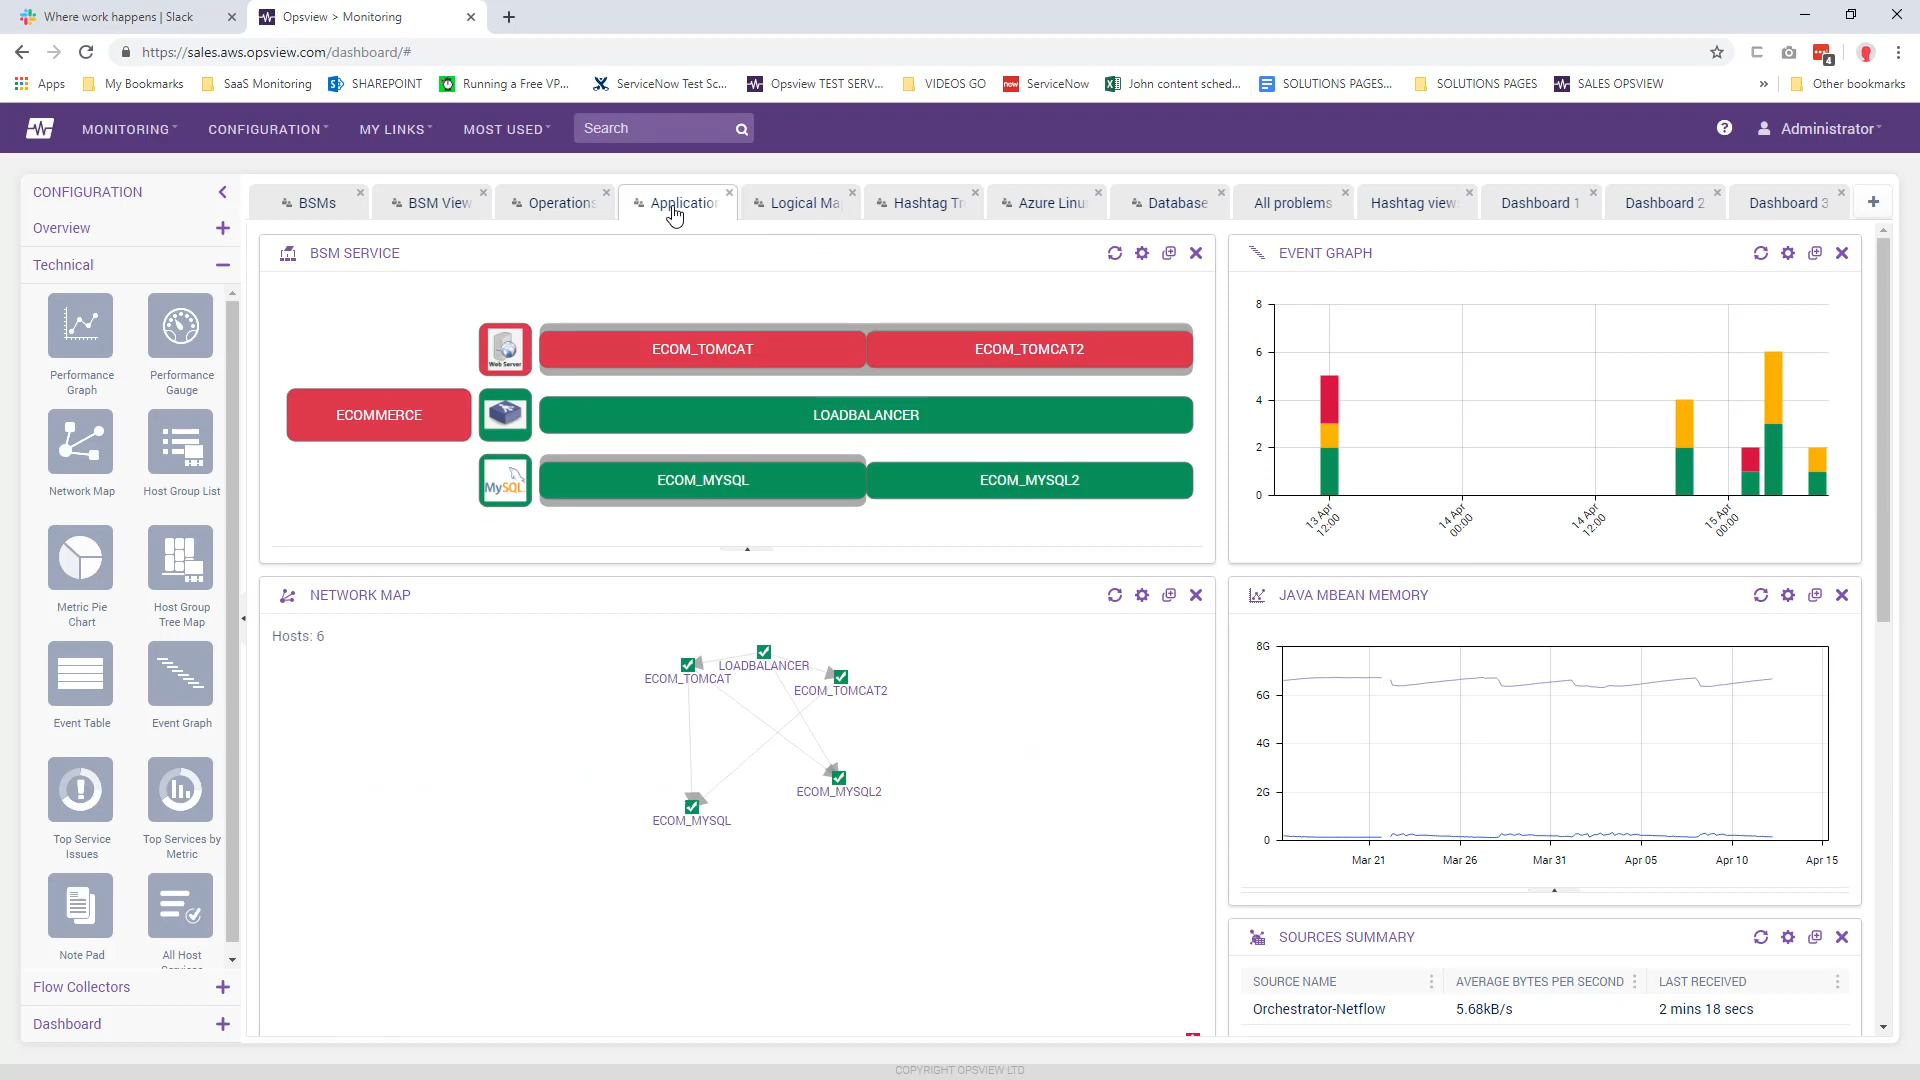 Where work happens | Slack
Opsview > Monitoring
https://sales.aws.opsview.com/dashboard/#
4
Apps
My Bookmarks
SaaS Monitoring
SHAREPOINT
Running a Free VP...
ServiceNow Test Sc...
Opsview TEST SERV...
VIDEOS GO
now
ServiceNow
John content sched...
SOLUTIONS PAGES...
SOLUTIONS PAGES
SALES OPSVIEW
»
Other bookmarks
MONITORING
CONFIGURATION
MY LINKS
MOST USED
Search
Administrator
CONFIGURATION
Overview
Technical
Performance Graph
Performance Gauge
Network Map
Host Group List
Metric Pie Chart
Host Group Tree Map
Event Table
Event Graph
Top Service Issues
Top Services by Metric
Note Pad
All Host
Flow Collectors
Dashboard
BSMs
BSM View
Operations
Application
Logical Ma
Hashtag Tr
Azure Linu
Database
All problems
Hashtag view
Dashboard 1
Dashboard 2
Dashboard 3
BSM SERVICE
ECOMMERCE
Web Server
ECOM_TOMCAT
ECOM_TOMCAT2
LOADBALANCER
MySQL
ECOM_MYSQL
ECOM_MYSQL2
EVENT GRAPH
8
6
4
2
0
13 Apr 12:00
14 Apr 00:00
14 Apr 12:00
15 Apr 00:00
NETWORK MAP
Hosts: 6
LOADBALANCER
ECOM_TOMCAT
ECOM_TOMCAT2
ECOM_MYSQL2
ECOM_MYSQL
JAVA MBEAN MEMORY
8G
6G
4G
2G
0
Mar 21
Mar 26
Mar 31
Apr 05
Apr 10
Apr 15
SOURCES SUMMARY
SOURCE NAME
AVERAGE BYTES PER SECOND
LAST RECEIVED
Orchestrator-Netflow
5.68kB/s
2 mins 18 secs
COPYRIGHT OPSVIEW LTD